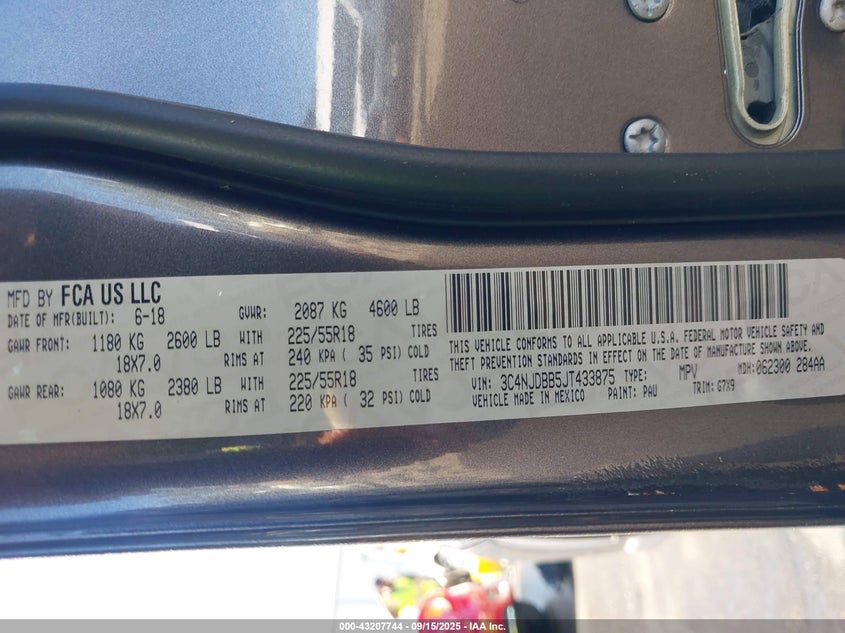 MFD BY FCA US LLC
DATE OF MFR(BUILT): 6-18 GVWR: 2087 KG 4600 LB
GAWR FRONT: 1180 KG 2600 LB WITH 225/55R18 TIRES
18X7.0 RIMS AT 240 KPA ( 35 PSI) COLD
GAWR REAR: 1080 KG 2380 LB WITH 225/55R18 TIRES
18X7.0 RIMS AT 220 KPA ( 32 PSI) COLD
THIS VEHICLE CONFORMS TO ALL APPLICABLE U.S.A. FEDERAL MOTOR VEHICLE SAFETY AND
THEFT PREVENTION STANDARDS IN EFFECT ON THE DATE OF MANUFACTURE SHOWN ABOVE.
VIN: 3C4NJDBB5JT433875 TYPE: MPV MDH:062300 284AA
VEHICLE MADE IN MEXICO PAINT: PAU TRIM: G7X9
000-43207744 - 09/15/2025 - IAA Inc.